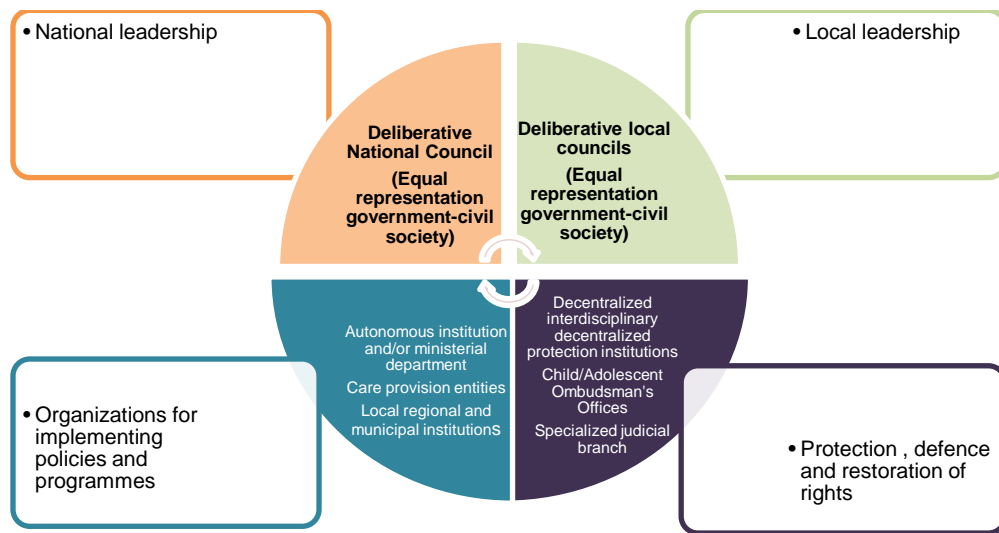 • National leadership
• Local leadership
Deliberative
National Council
(Equal
representation
government-civil
society)
Deliberative local
councils
(Equal
representation
government-civil
society)
Autonomous institution
and/or ministerial
department
Care provision entities
Local regional and
municipal institutions
Decentralized
interdisciplinary
decentralized
protection institutions
Child/Adolescent
Ombudsman's
Offices
Specialized judicial
branch
• Organizations for
implementing
policies and
programmes
• Protection , defence
and restoration of
rights